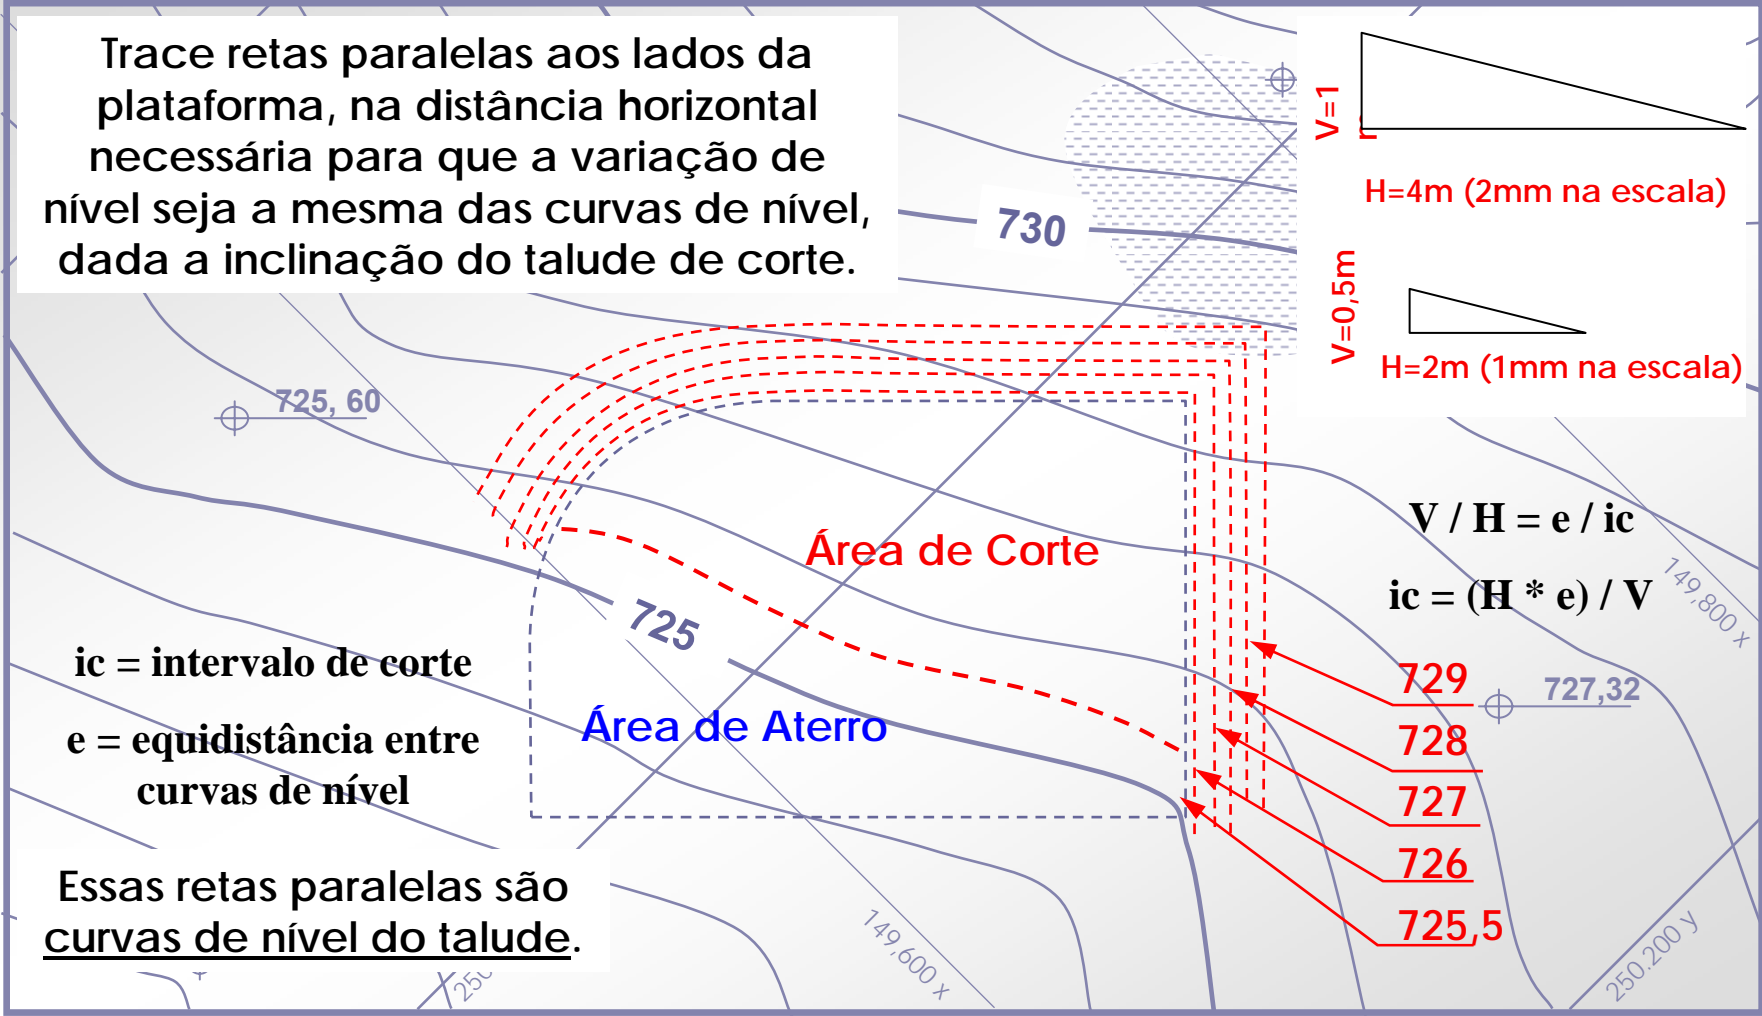 Trace retas paralelas aos lados da
plataforma, na distância horizontal
necessária para que a variação de
nível seja a mesma das curvas de nível,
dada a inclinação do talude de corte.
V=1
H=4m (2mm na escala)
730
V=0,5m
H=2m (1mm na escala)
725, 60
V / H = e / ic
Área de Corte
ic = (H * e) / V
149,800 x
725
ic = intervalo de corte
729
727,32
Área de Aterro
e = equidistância entre
curvas de nível
728
727
726
Essas retas paralelas são
curvas de nível do talude.
725,5
149,600 x
250.200 y